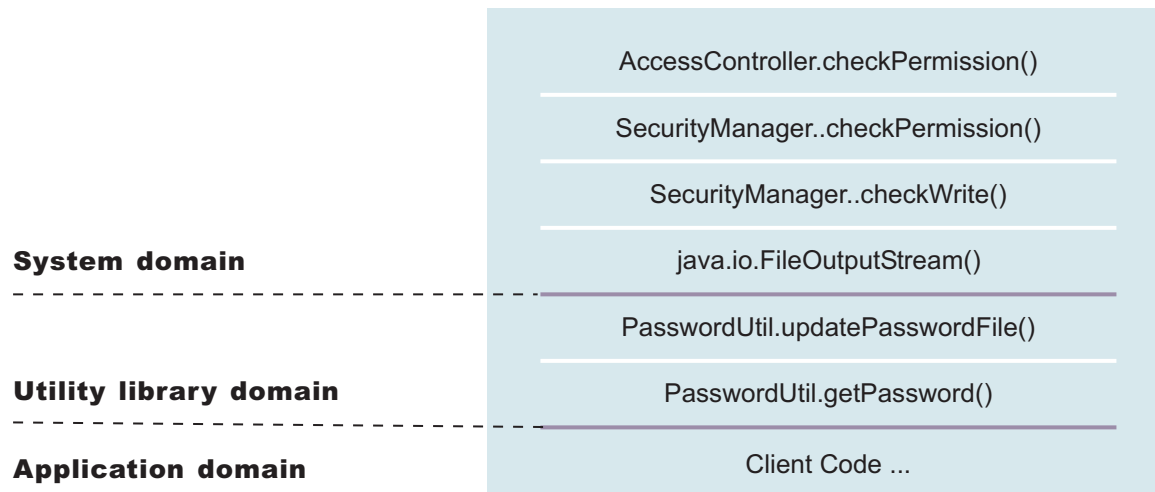 AccessController.checkPermission()
SecurityManager..checkPermission()
SecurityManager..checkWrite()
System domain
java.io.FileOutputStream()
PasswordUtil.updatePasswordFile()
Utility library domain
PasswordUtil.getPassword()
Application domain
Client Code ...